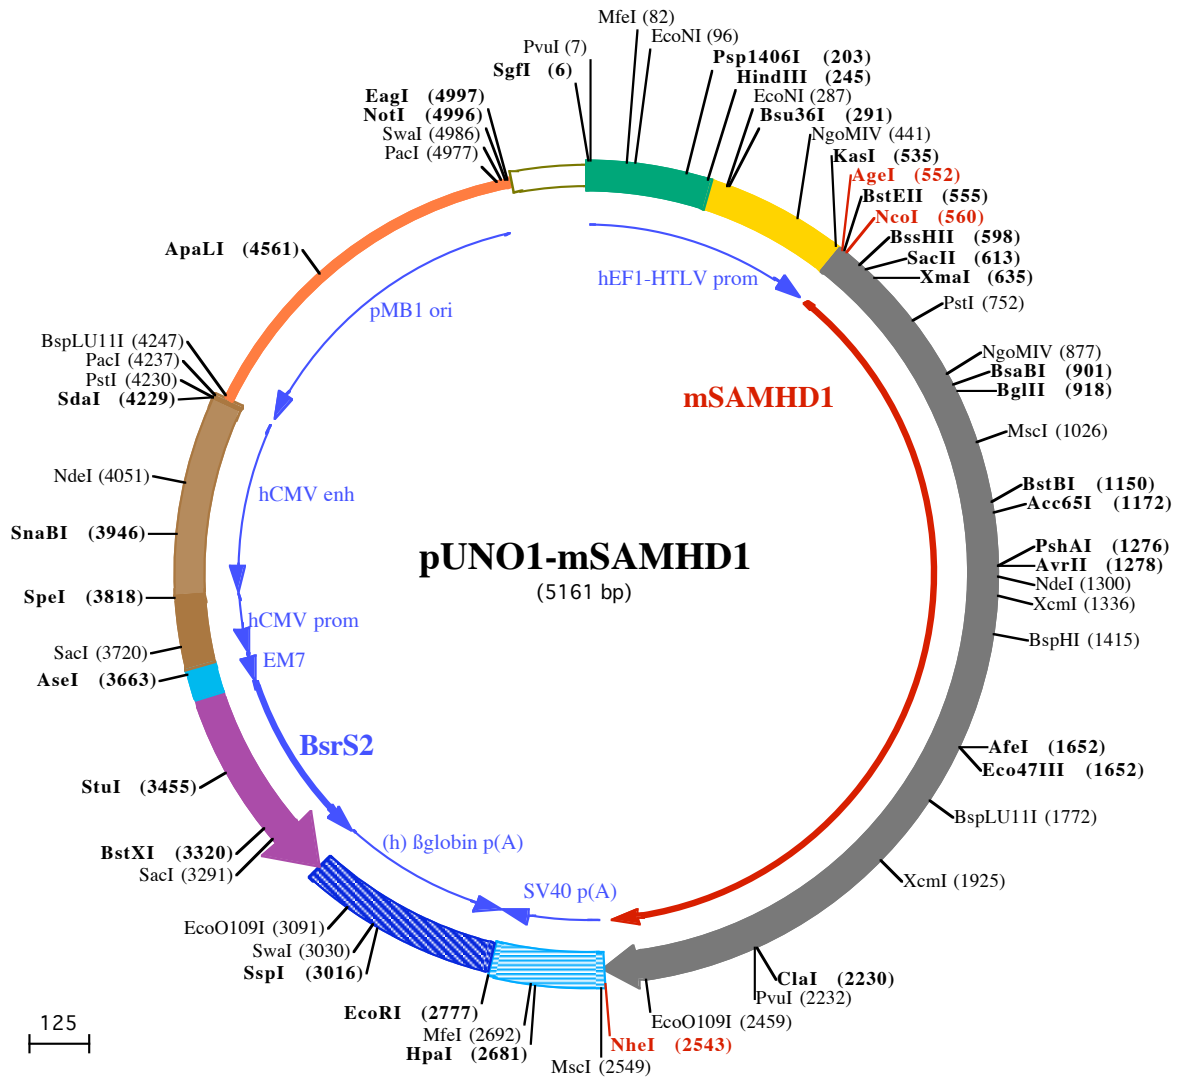 MfeI (82)
EcoNI (96)
PvuI (7)
SgfI (6)
Psp1406I (203)
HindIII (245)
EcoNI (287)
Bsu36I (291)
NgoMIV (441)
KasI (535)
AgeI (552)
BstEII (555)
NcoI (560)
BssHII (598)
SacII (613)
XmaI (635)
PstI (752)
NgoMIV (877)
BsaBI (901)
BglII (918)
MscI (1026)
BstBI (1150)
Acc65I (1172)
PshAI (1276)
AvrII (1278)
NdeI (1300)
XcmI (1336)
BspHI (1415)
AfeI (1652)
Eco47III (1652)
BspLU11I (1772)
XcmI (1925)
ClaI (2230)
PvuI (2232)
EcoO109I (2459)
NheI (2543)
MscI (2549)
HpaI (2681)
MfeI (2692)
EcoRI (2777)
SspI (3016)
SwaI (3030)
EcoO109I (3091)
SacI (3291)
BstXI (3320)
StuI (3455)
AseI (3663)
SacI (3720)
SpeI (3818)
SnaBI (3946)
NdeI (4051)
SdaI (4229)
PstI (4230)
PacI (4237)
BspLU11I (4247)
ApaLI (4561)
PacI (4977)
SwaI (4986)
NotI (4996)
EagI (4997)
hEF1-HTLV prom
pMB1 ori
mSAMHD1
hCMV enh
pUNO1-mSAMHD1
(5161 bp)
hCMV prom
EM7
BsrS2
(h) ßglobin p(A)
SV40 p(A)
125